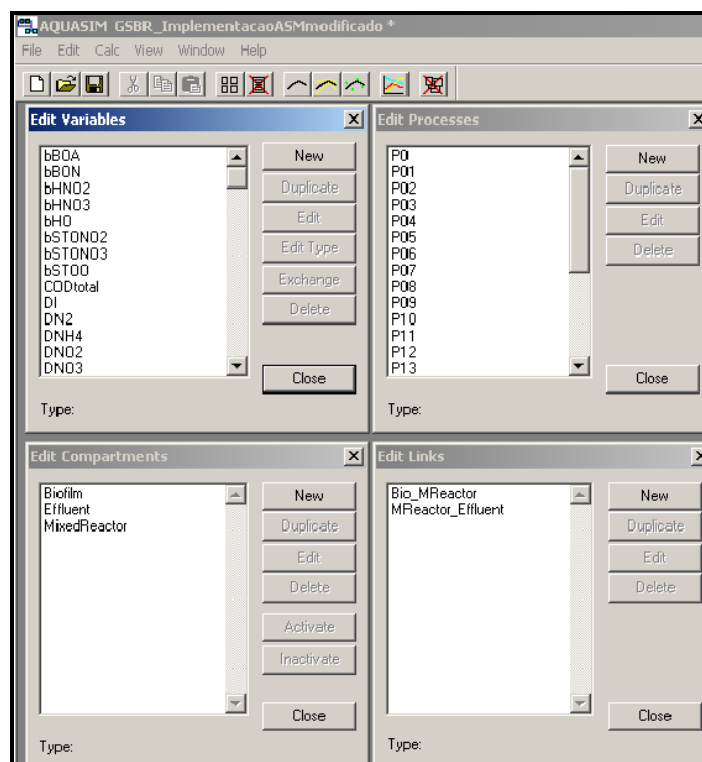 AQUASIM GSBR_ImplementacaoASMmodificado *
File Edit Calc View Window Help
Edit Variables
bBOA
bBON
bHNO2
bHNO3
bHO
bSTONO2
bSTONO3
bSTOO
CODtotal
DI
DN2
DNH4
DNO2
DNO3
New
Duplicate
Edit
Edit Type
Exchange
Delete
Close
Type:
Edit Processes
P0
P01
P02
P03
P04
P05
P06
P07
P08
P09
P10
P11
P12
P13
New
Duplicate
Edit
Delete
Close
Type:
Edit Compartments
Biofilm
Effluent
MixedReactor
New
Duplicate
Edit
Delete
Activate
Inactivate
Close
Type:
Edit Links
Bio_MReactor
MReactor_Effluent
New
Duplicate
Edit
Delete
Close
Type: